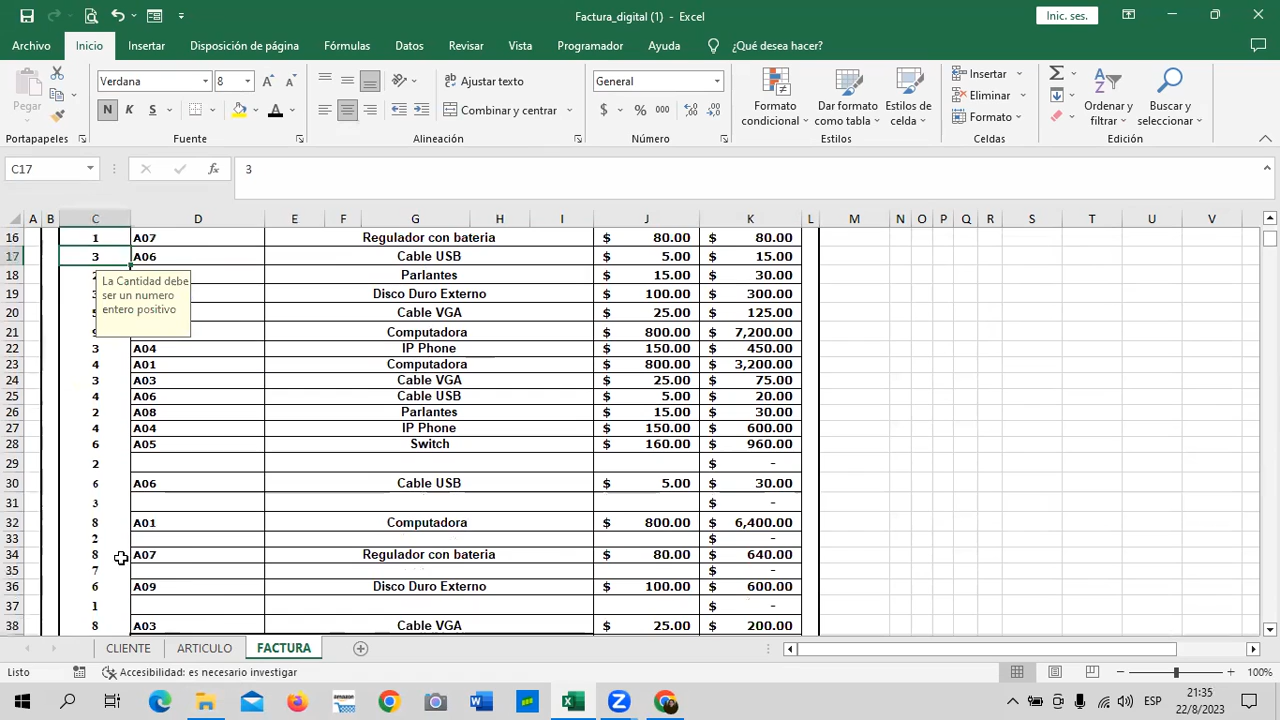 Factura_digital (1) - Excel
Inic. ses.
Archivo Inicio Insertar Disposición de página Fórmulas Datos Revisar Vista Programador Ayuda ¿Qué desea hacer?
Pegar
Verdana 8
N K S
Ajustar texto
Combinar y centrar
General
$ % 000
Formato condicional
Dar formato como tabla
Estilos de celda
Insertar
Eliminar
Formato
Ordenar y filtrar
Buscar y seleccionar
Portapapeles Fuente Alineación Número Estilos Celdas Edición
C17 fx 3
A B C D E F G H I J K L M N O P Q R S T U V
16 1 A07 Regulador con bateria $ 80.00 $ 80.00
17 3 A06 Cable USB $ 5.00 $ 15.00
18 Parlantes $ 15.00 $ 30.00
La Cantidad debe
ser un numero
entero positivo
19 Disco Duro Externo $ 100.00 $ 300.00
20 Cable VGA $ 25.00 $ 125.00
21 Computadora $ 800.00 $ 7,200.00
22 3 A04 IP Phone $ 150.00 $ 450.00
23 4 A01 Computadora $ 800.00 $ 3,200.00
24 3 A03 Cable VGA $ 25.00 $ 75.00
25 4 A06 Cable USB $ 5.00 $ 20.00
26 2 A08 Parlantes $ 15.00 $ 30.00
27 4 A04 IP Phone $ 150.00 $ 600.00
28 6 A05 Switch $ 160.00 $ 960.00
29 2 $ -
30 6 A06 Cable USB $ 5.00 $ 30.00
31 3 $ -
32 8 A01 Computadora $ 800.00 $ 6,400.00
33 2 $ -
34 8 A07 Regulador con bateria $ 80.00 $ 640.00
35 7 $ -
36 6 A09 Disco Duro Externo $ 100.00 $ 600.00
37 1 $ -
38 8 A03 Cable VGA $ 25.00 $ 200.00
CLIENTE ARTICULO FACTURA
Listo Accesibilidad: es necesario investigar 100%
amazon
ESP
21:35
22/8/2023